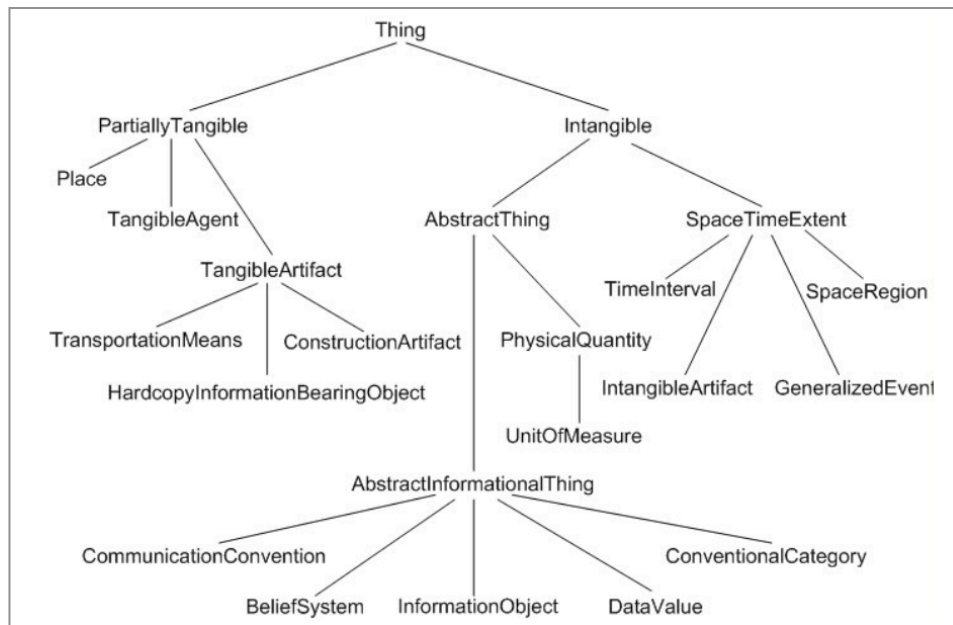 Thing
PartiallyTangible
Intangible
Place
TangibleAgent
AbstractThing
SpaceTimeExtent
TangibleArtifact
TimeInterval
SpaceRegion
TransportationMeans
ConstructionArtifact
PhysicalQuantity
HardcopyInformationBearingObject
IntangibleArtifact
GeneralizedEvent
UnitOfMeasure
AbstractInformationalThing
CommunicationConvention
ConventionalCategory
BeliefSystem
InformationObject
DataValue